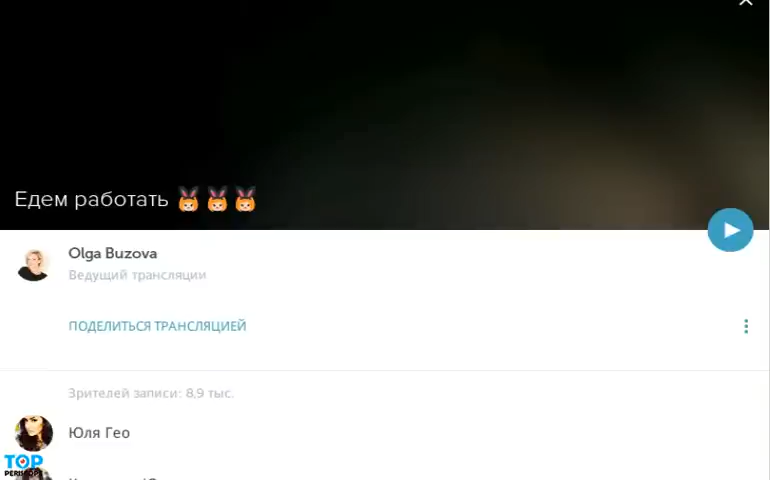 Едем работать
Olga Buzova
Ведущий трансляции
ПОДЕЛИТЬСЯ ТРАНСЛЯЦИЕЙ
Зрителей записи: 8,9 тыс.
Юля Гео
TOP